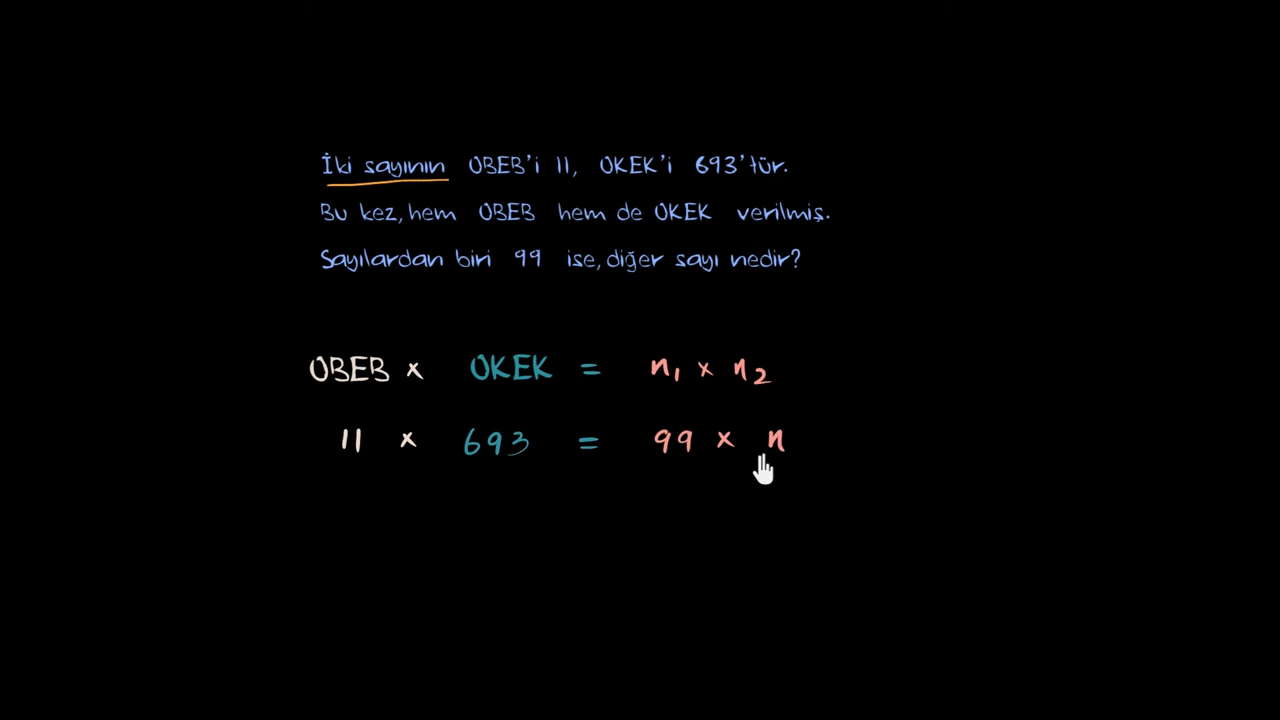 İki sayının OBEB'i 11, OKEK'i 693'tür.
Bu kez, hem OBEB hem de OKEK verilmiş.
Sayılardan biri 99 ise, diğer sayı nedir?
OBEB x OKEK = n₁ x n₂
11 x 693 = 99 x n